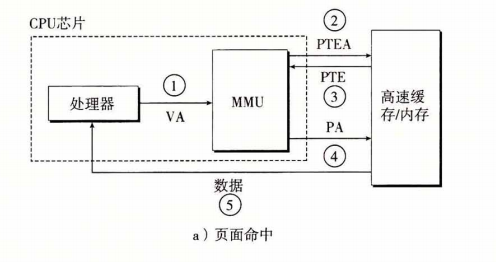 CPU芯片
②
PTEA
①
处理器
VA
MMU
PTE
③
高速缓
存/内存
PA
④
数据
⑤
a）页面命中